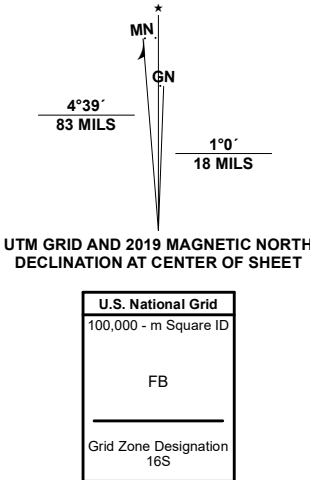 MN
GN
4°39´
83 MILS
1°0´
18 MILS
UTM GRID AND 2019 MAGNETIC NORTH
DECLINATION AT CENTER OF SHEET
U.S. National Grid
100,000 - m Square ID
FB
Grid Zone Designation
16S